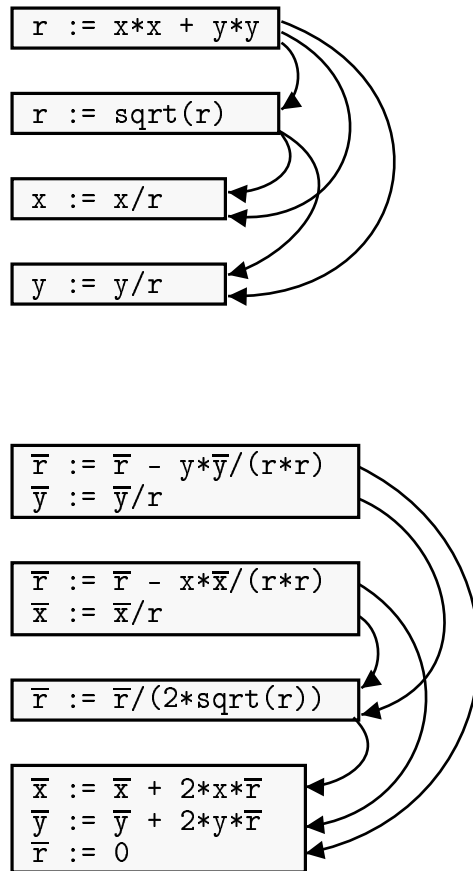 r := x*x + y*y
r := sqrt(r)
x := x/r
y := y/r
r̅ := r̅ - y*y̅/(r*r)
y̅ := y̅/r
r̅ := r̅ - x*x̅/(r*r)
x̅ := x̅/r
r̅ := r̅/(2*sqrt(r))
x̅ := x̅ + 2*x*r̅
y̅ := y̅ + 2*y*r̅
r̅ := 0